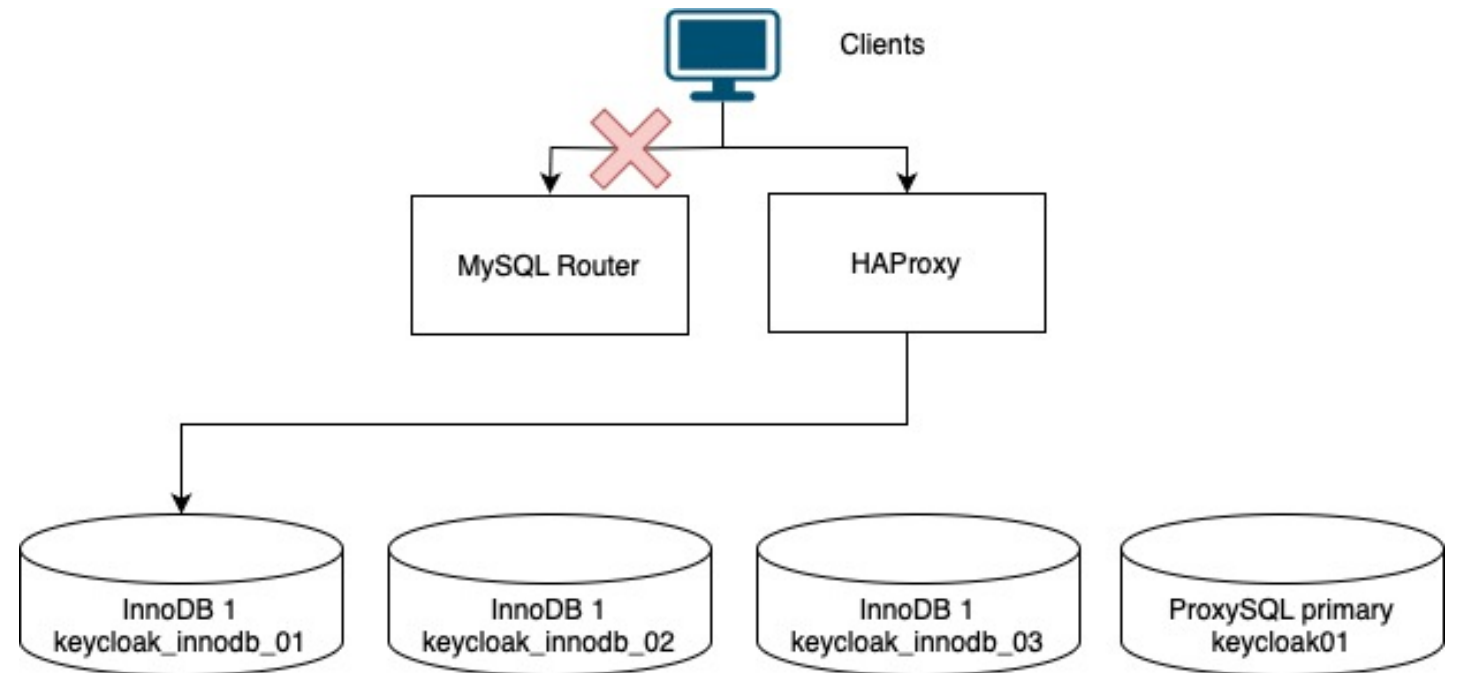 Clients
MySQL Router
HAProxy
InnoDB 1
keycloak_innodb_01
InnoDB 1
keycloak_innodb_02
InnoDB 1
keycloak_innodb_03
ProxySQL primary
keycloak01